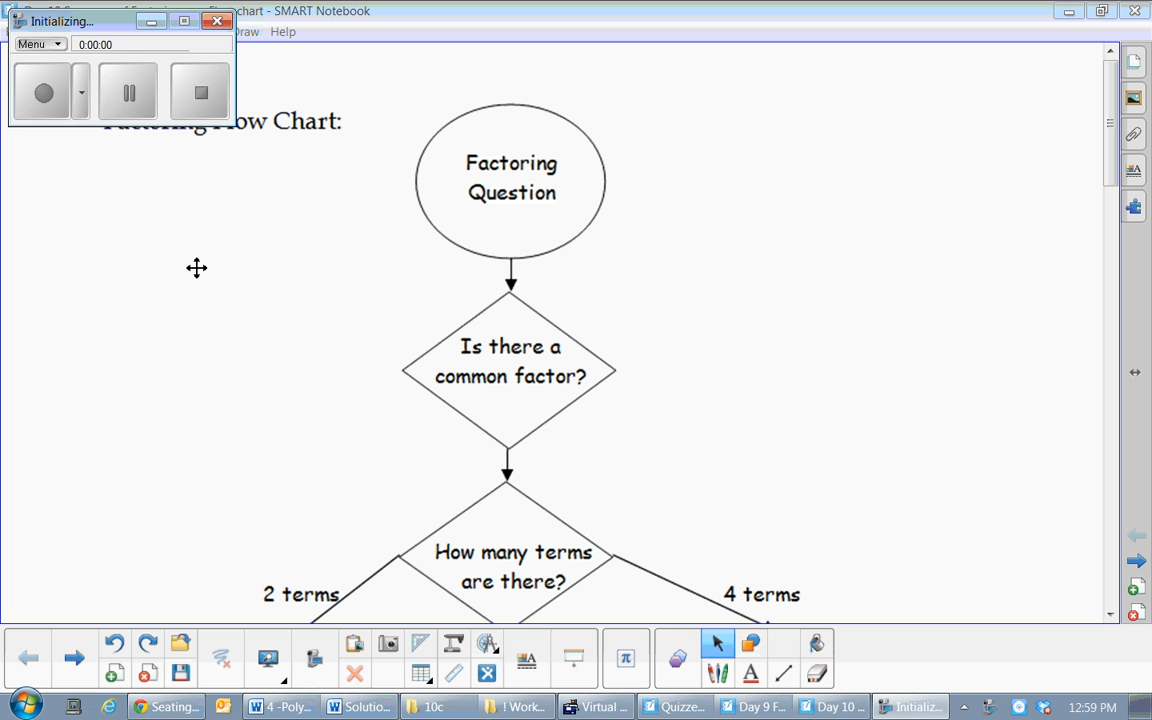 chart - SMART Notebook
Initializing...
Draw Help
Menu
0:00:00
Factoring Flow Chart:
Factoring
Question
Is there a
common factor?
How many terms
are there?
2 terms
4 terms
π
A
Seating...
4 -Poly...
Solutio...
10c
! Work...
Virtual ...
Quizze...
Day 9 F...
Day 10 ...
Initializ...
12:59 PM